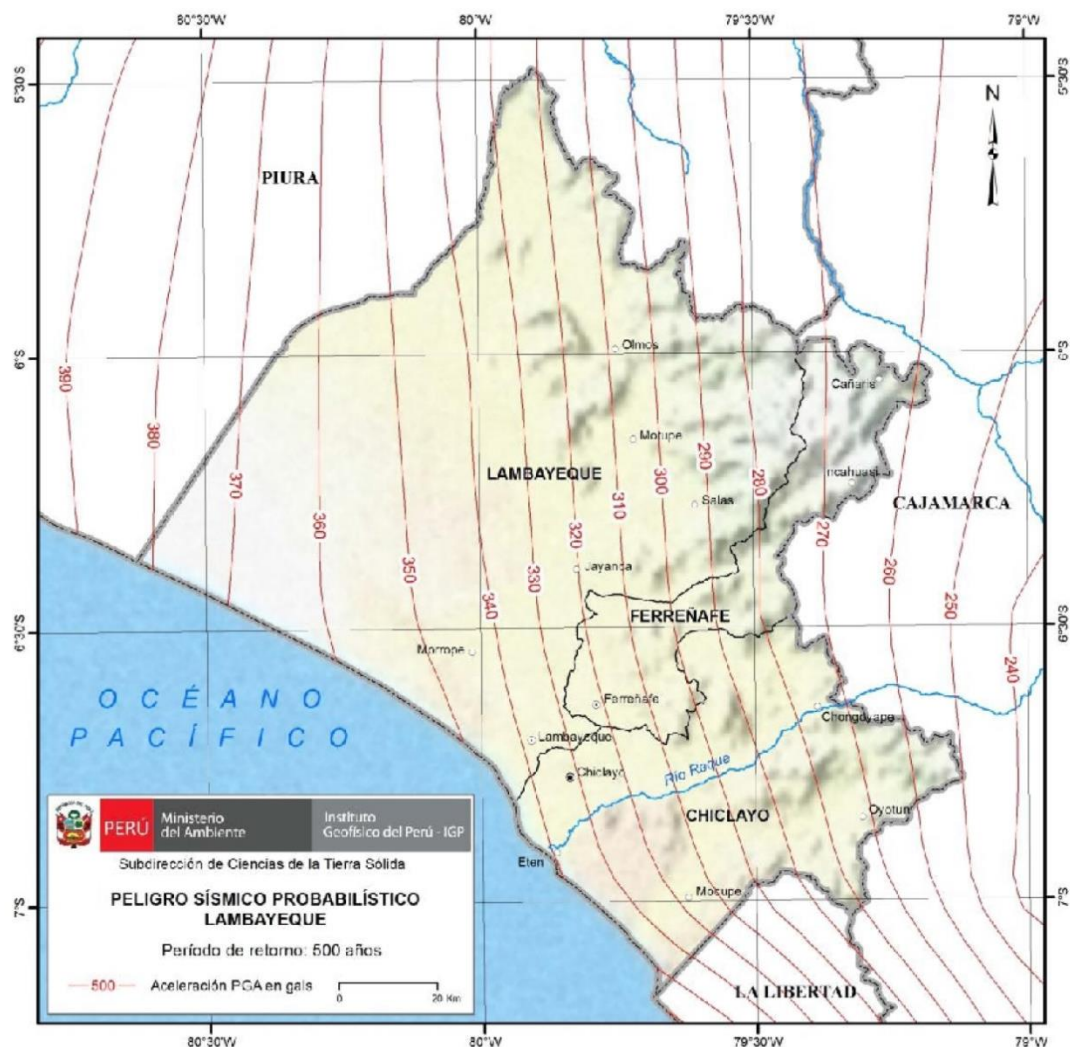 80°30'W
80°W
79°30'W
79°W
5°30'S
5°30'S
N
PIURA
Olmos
6°S
6°S
Cañaris
390
Motupe
380
LAMBAYEQUE
290
Incahuasi
370
300
280
CAJAMARCA
310
Salas
360
320
270
350
330
Jayanca
260
340
250
FERREÑAFE
6°30'S
6°30'S
Morrope
240
OCÉANO
PACÍFICO
Ferreñafe
Chongoyape
Lambayeque
Río Reque
Chiclayo
CHICLAYO
Oyotun
PERÚ
Ministerio
del Ambiente
Instituto
Geofísico del Perú - IGP
Eten
Subdirección de Ciencias de la Tierra Sólida
Mocupe
PELIGRO SÍSMICO PROBABILÍSTICO
LAMBAYEQUE
7°S
7°S
Período de retorno: 500 años
500 Aceleración PGA en gals
0 20 Km
LA LIBERTAD
80°30'W
80°W
79°30'W
79°W